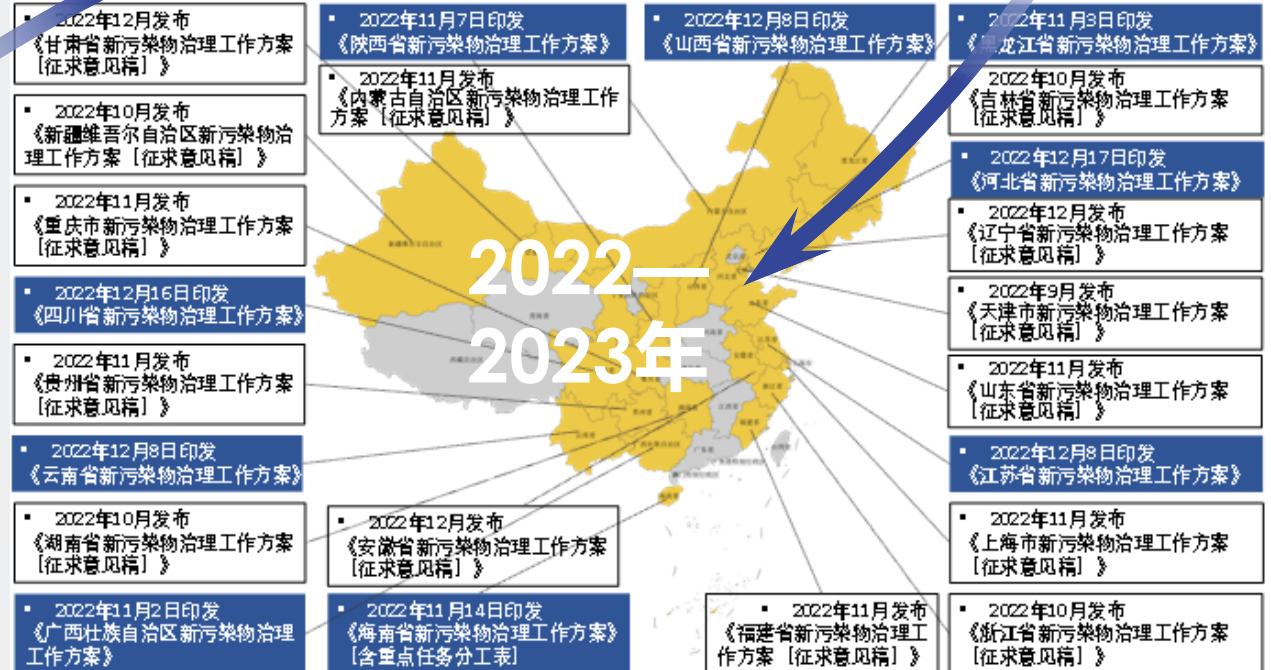 2022年12月发布
《甘肃省新污染物治理工作方案
[征求意见稿] 》
2022年10月发布
《新疆维吾尔自治区新污染物治
理工作方案 [征求意见稿] 》
2022年11月发布
《重庆市新污染物治理工作方案
[征求意见稿] 》
2022年12月16日印发
《四川省新污染物治理工作方案》
2022年11月发布
《贵州省新污染物治理工作方案
[征求意见稿] 》
2022年12月8日印发
《云南省新污染物治理工作方案》
2022年10月发布
《湖南省新污染物治理工作方案
[征求意见稿] 》
2022年11月2日印发
《广西壮族自治区新污染物治理
工作方案》
2022年11月7日印发
《陕西省新污染物治理工作方案》
2022年11月发布
《内蒙古自治区新污染物治理工作
方案 [征求意见稿] 》
2022年12月8日印发
《山西省新污染物治理工作方案》
2022—
2023年
2022年12月发布
《安徽省新污染物治理工作方案
[征求意见稿] 》
2022年11月14日印发
《海南省新污染物治理工作方案》
[含重点任务分工表]
2022年11月发布
《福建省新污染物治理工
作方案 [征求意见稿] 》
2022年11月3日印发
《黑龙江省新污染物治理工作方案》
2022年10月发布
《吉林省新污染物治理工作方案
[征求意见稿] 》
2022年12月17日印发
《河北省新污染物治理工作方案》
2022年12月发布
《辽宁省新污染物治理工作方案
[征求意见稿] 》
2022年9月发布
《天津市新污染物治理工作方案
[征求意见稿] 》
2022年11月发布
《山东省新污染物治理工作方案
[征求意见稿] 》
2022年12月8日印发
《江苏省新污染物治理工作方案》
2022年11月发布
《上海市新污染物治理工作方案
[征求意见稿] 》
2022年10月发布
《浙江省新污染物治理工作方案
[征求意见稿] 》